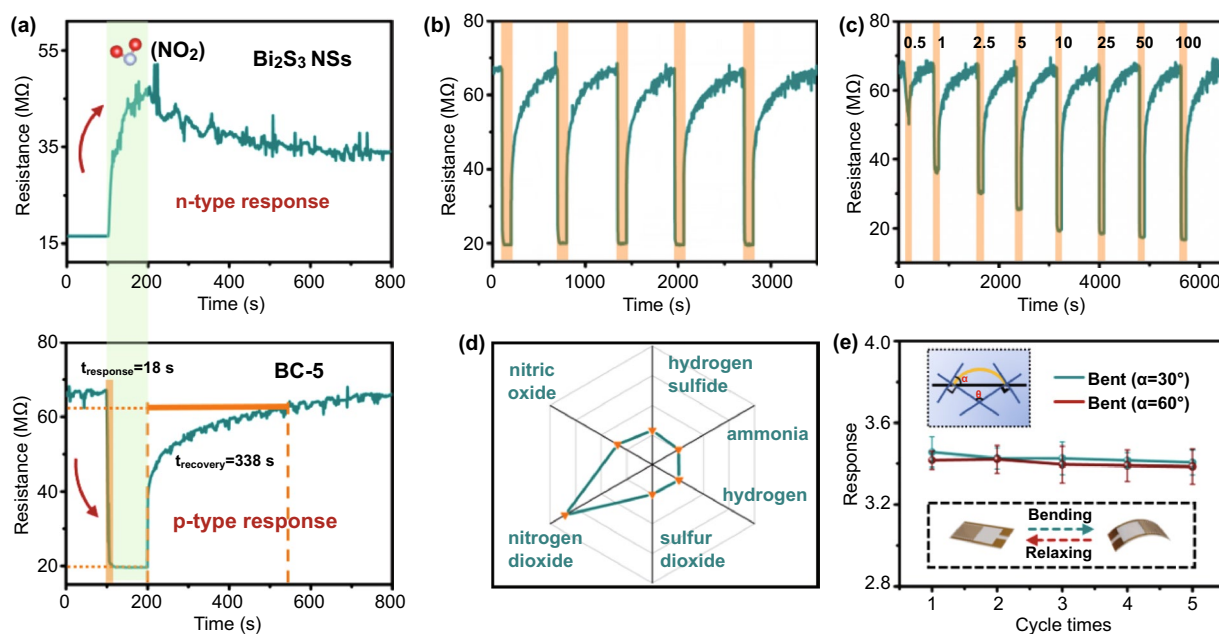 (a)
Resistance (MΩ)
55
35
15
(NO₂)
Bi₂S₃ NSs
n-type response
0 200 400 600 800
Time (s)
Resistance (MΩ)
80
60
40
20
t_response=18 s
BC-5
t_recovery=338 s
p-type response
0 200 400 600 800
Time (s)
(b)
Resistance (MΩ)
80
60
40
20
0 1000 2000 3000
Time (s)
(c)
Resistance (MΩ)
80
60
40
20
0.5 1 2.5 5 10 25 50 100
0 2000 4000 6000
Time (s)
(d)
nitric
oxide
hydrogen
sulfide
ammonia
hydrogen
sulfur
dioxide
nitrogen
dioxide
(e)
Response
4.0
3.6
3.2
2.8
α
θ
Bent (α=30°)
Bent (α=60°)
Bending
Relaxing
1 2 3 4 5
Cycle times